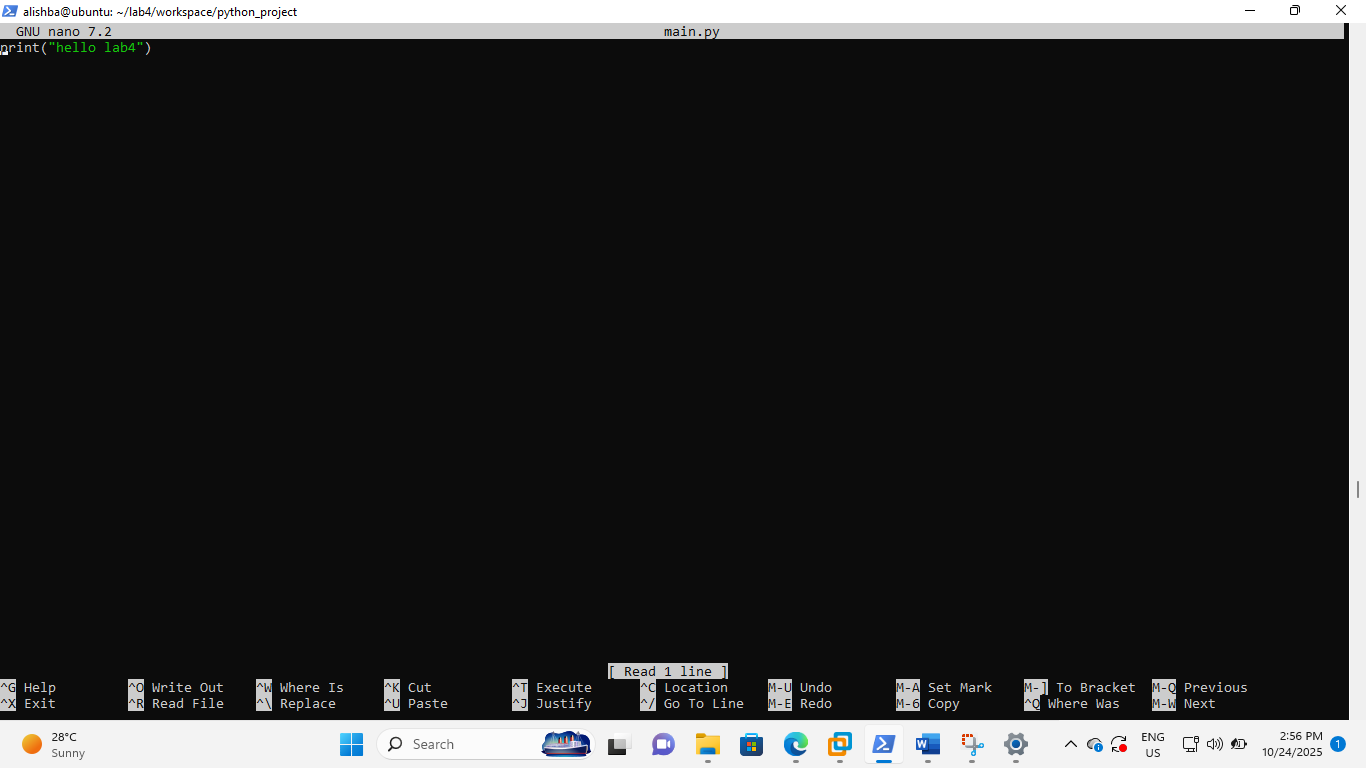 alishba@ubuntu: ~/lab4/workspace/python_project
GNU nano 7.2 main.py
print("hello lab4")
[ Read 1 line ]
^G Help ^O Write Out ^W Where Is ^K Cut ^T Execute ^C Location M-U Undo M-A Set Mark M-] To Bracket M-Q Previous
^X Exit ^R Read File ^\ Replace ^U Paste ^J Justify ^/ Go To Line M-E Redo M-6 Copy ^Q Where Was M-W Next
28°C
Sunny
Search
ENG
US
2:56 PM
10/24/2025
1